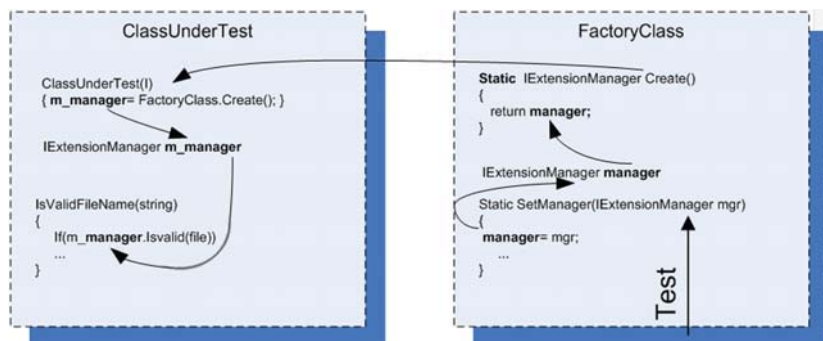 ClassUnderTest
ClassUnderTest(I)
{ m_manager= FactoryClass.Create(); }
IExtensionManager m_manager
IsValidFileName(string)
{
If(m_manager.Isvalid(file))
...
}
FactoryClass
Static IExtensionManager Create()
{
return manager;
}
IExtensionManager manager
Static SetManager(IExtensionManager mgr)
{
manager= mgr;
...
}
Test